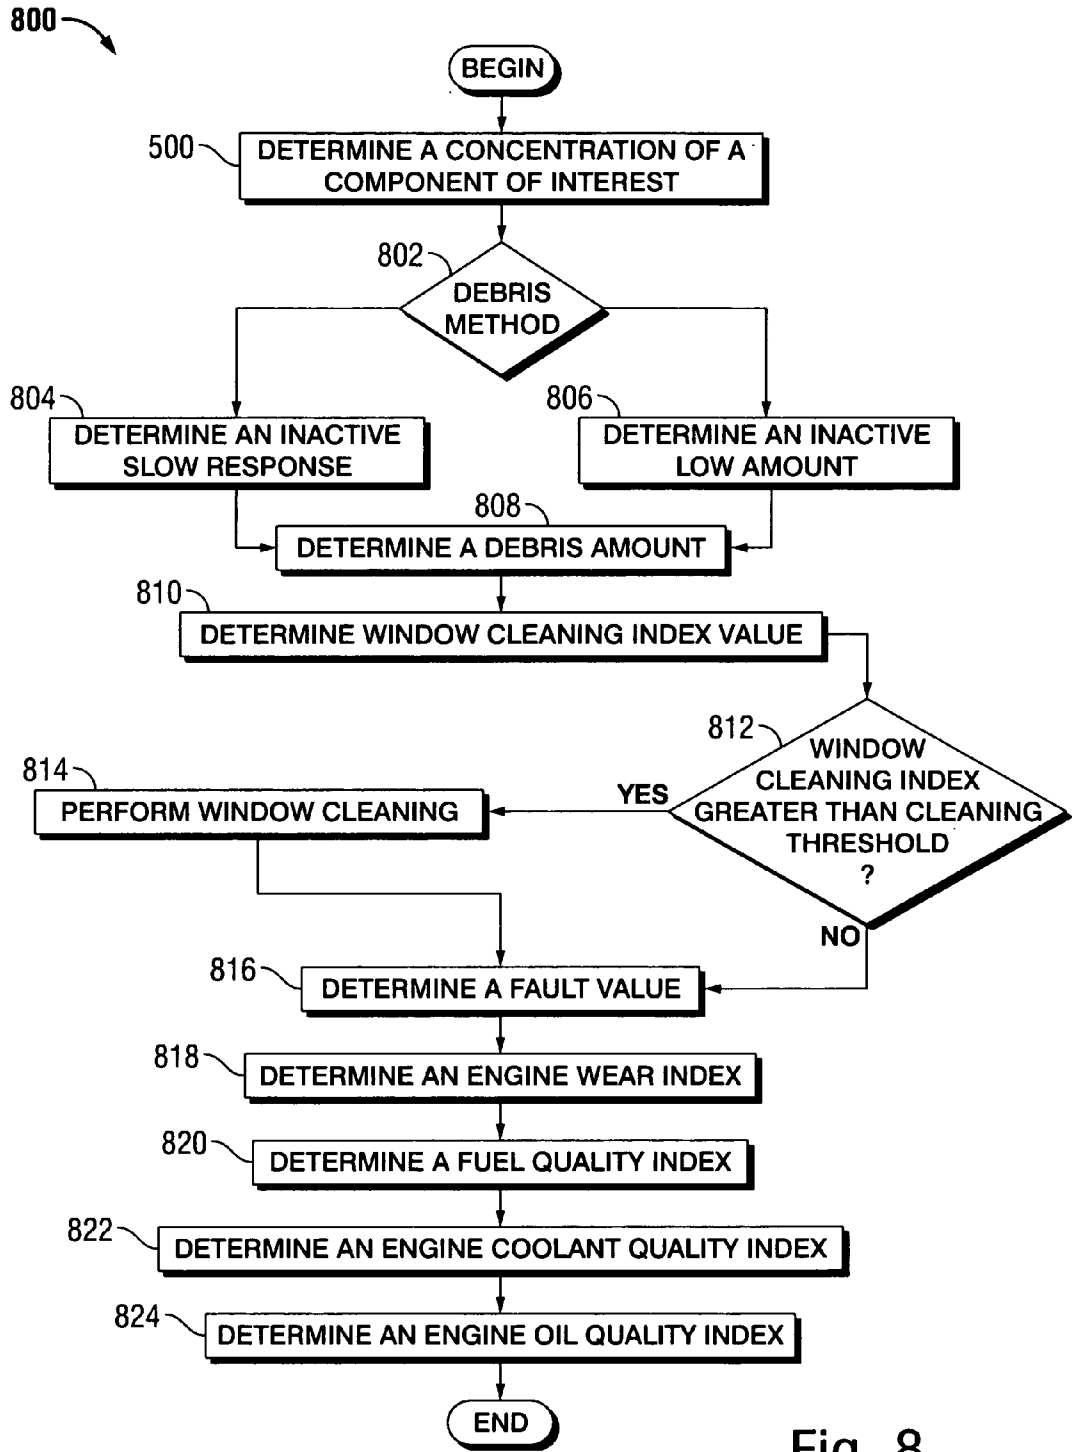 800
BEGIN
500
DETERMINE A CONCENTRATION OF A
COMPONENT OF INTEREST
802
DEBRIS
METHOD
804
DETERMINE AN INACTIVE
SLOW RESPONSE
806
DETERMINE AN INACTIVE
LOW AMOUNT
808
DETERMINE A DEBRIS AMOUNT
810
DETERMINE WINDOW CLEANING INDEX VALUE
812
WINDOW
CLEANING INDEX
GREATER THAN CLEANING
THRESHOLD
?
YES
814
PERFORM WINDOW CLEANING
NO
816
DETERMINE A FAULT VALUE
818
DETERMINE AN ENGINE WEAR INDEX
820
DETERMINE A FUEL QUALITY INDEX
822
DETERMINE AN ENGINE COOLANT QUALITY INDEX
824
DETERMINE AN ENGINE OIL QUALITY INDEX
END
Fig. 8